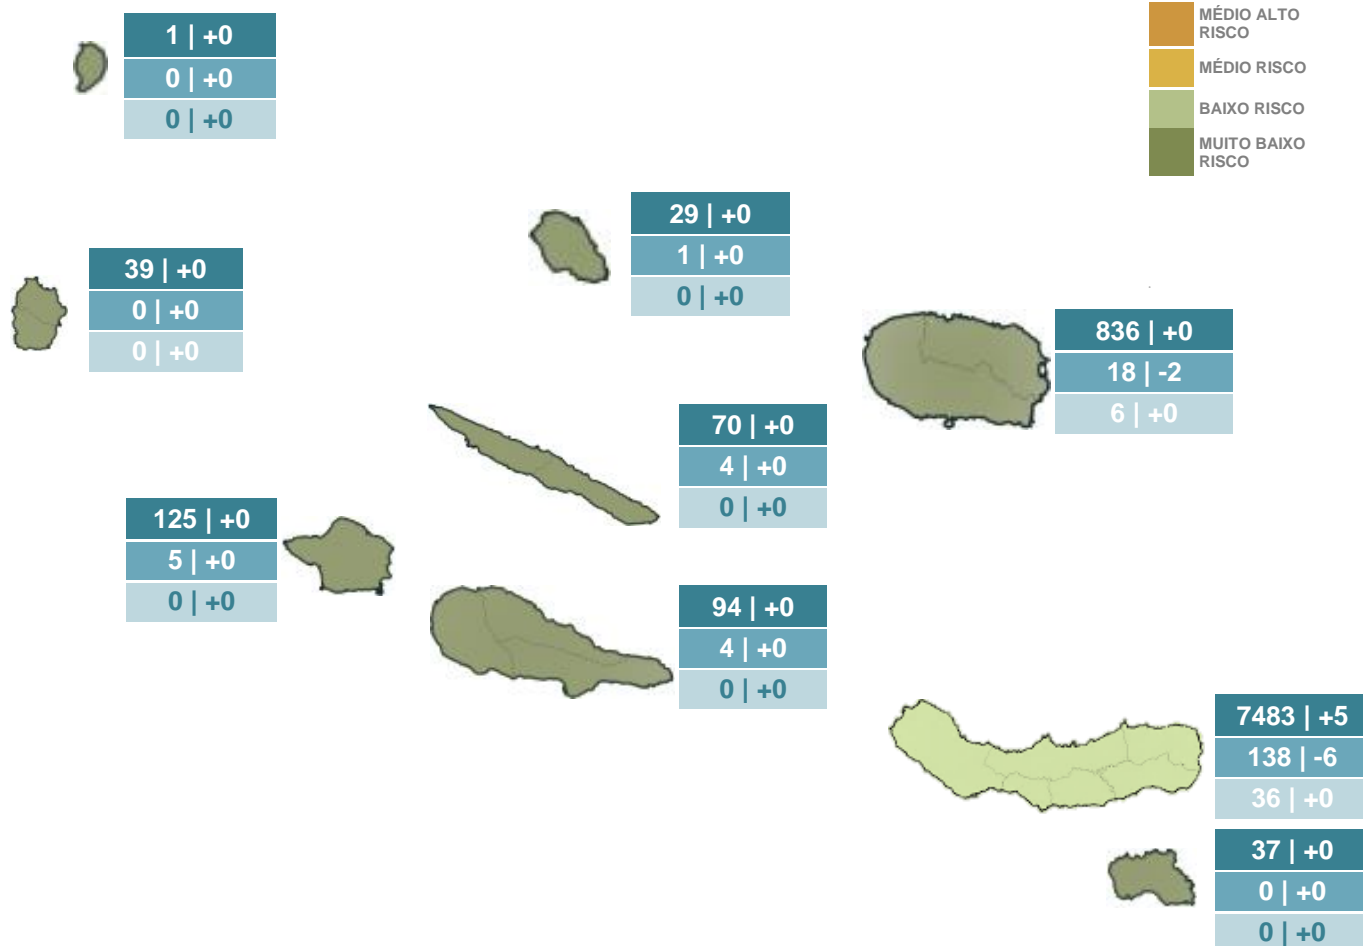 MÉDIO ALTO
RISCO
MÉDIO RISCO
BAIXO RISCO
MUITO BAIXO
RISCO
1 | +0
0 | +0
0 | +0
29 | +0
1 | +0
0 | +0
39 | +0
0 | +0
0 | +0
836 | +0
18 | -2
6 | +0
70 | +0
4 | +0
0 | +0
125 | +0
5 | +0
0 | +0
94 | +0
4 | +0
0 | +0
7483 | +5
138 | -6
36 | +0
37 | +0
0 | +0
0 | +0